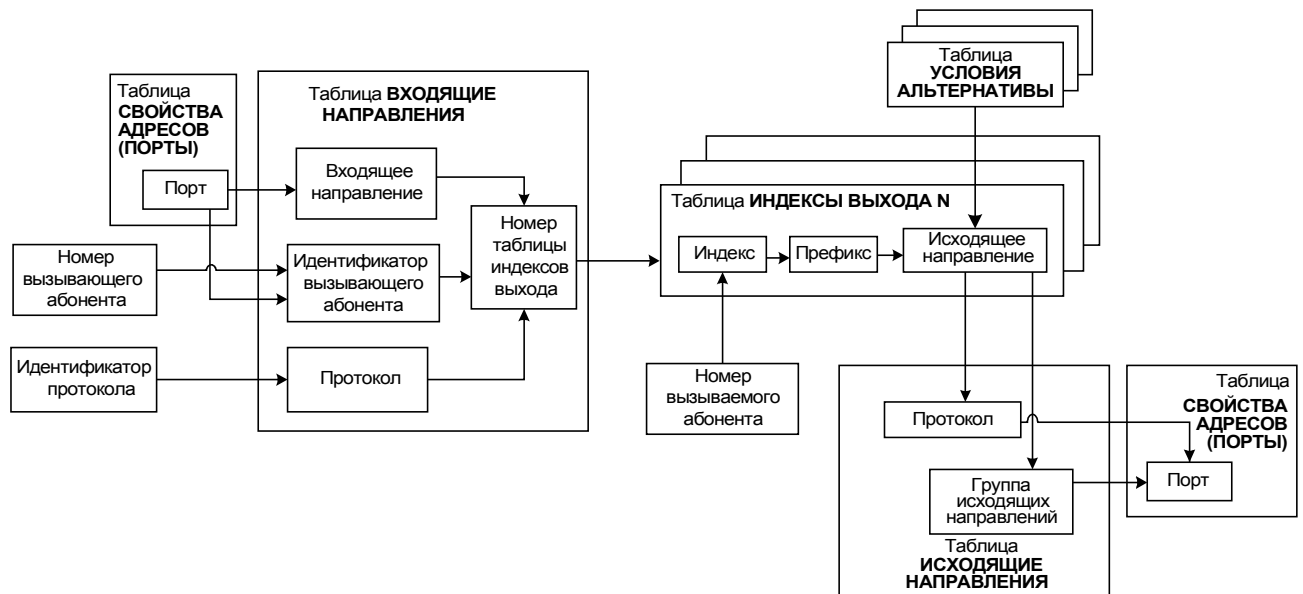 Таблица
СВОЙСТВА
АДРЕСОВ
(ПОРТЫ)
Порт
Номер
вызывающего
абонента
Идентификатор
протокола
Таблица ВХОДЯЩИЕ
НАПРАВЛЕНИЯ
Входящее
направление
Идентификатор
вызывающего
абонента
Протокол
Номер
таблицы
индексов
выхода
Таблица
УСЛОВИЯ
АЛЬТЕРНАТИВЫ
Таблица ИНДЕКСЫ ВЫХОДА N
Индекс
Префикс
Исходящее
направление
Номер
вызываемого
абонента
Протокол
Группа
исходящих
направлений
Таблица
ИСХОДЯЩИЕ
НАПРАВЛЕНИЯ
Таблица
СВОЙСТВА
АДРЕСОВ
(ПОРТЫ)
Порт